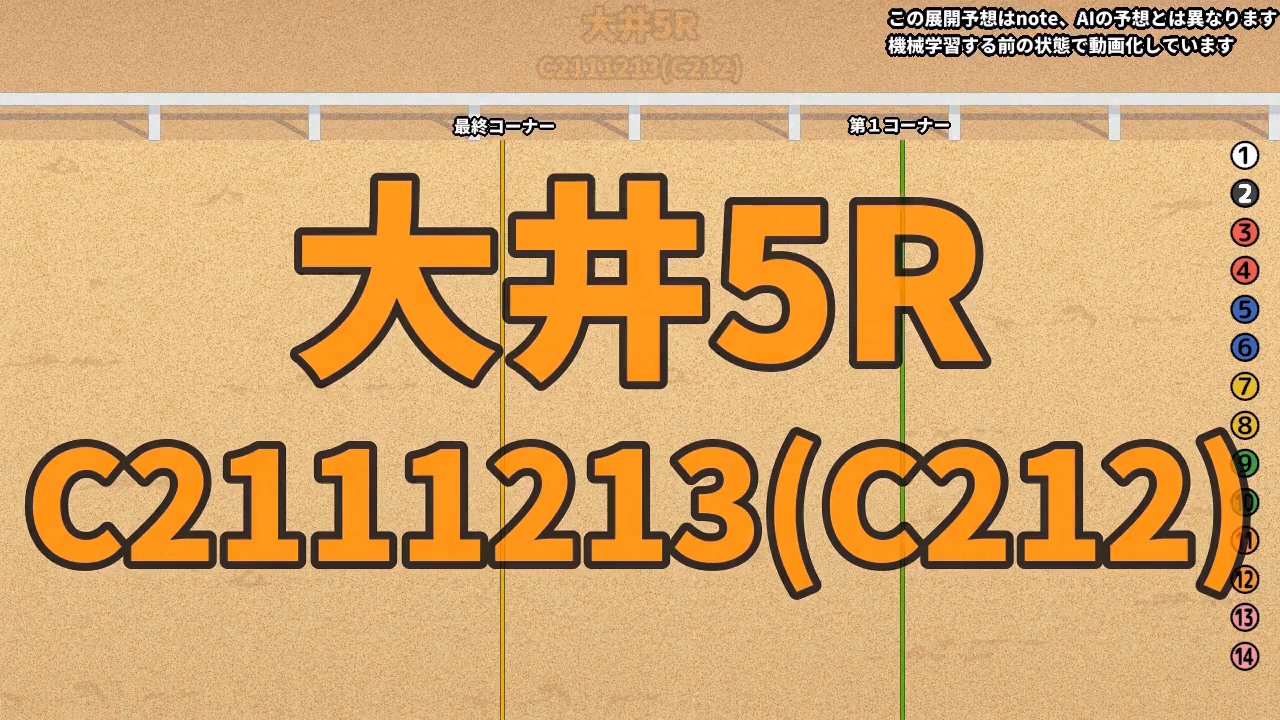 大井5R
C2111213(C212)
この展開予想はnote、AIの予想とは異なります
機械学習する前の状態で動画化しています
最終コーナー
第1コーナー
大井5R
C2111213(C212)
1
2
3
4
5
6
7
8
9
10
11
12
13
14